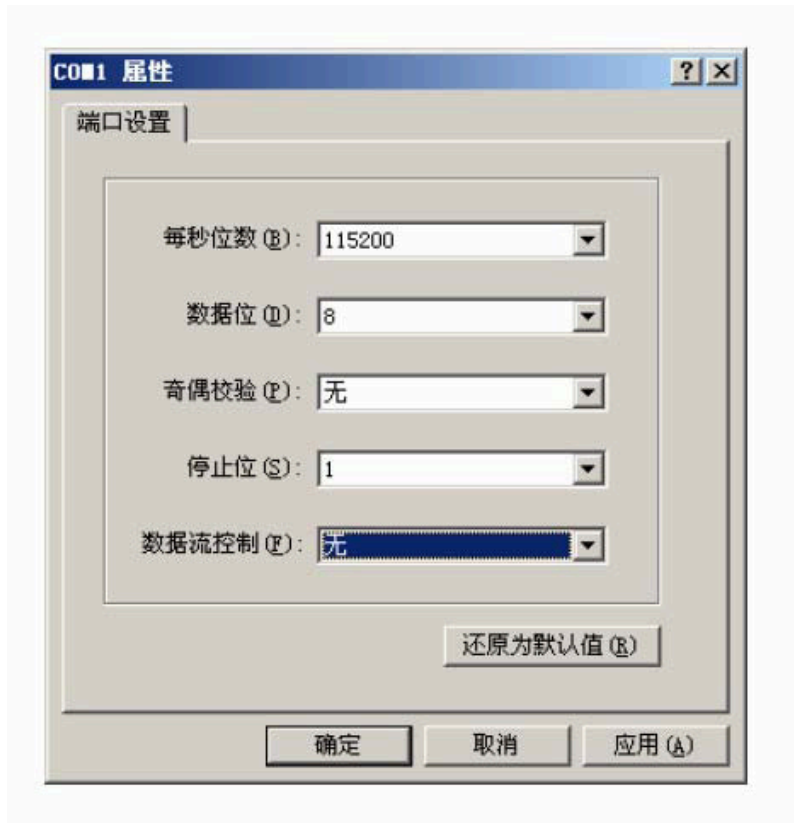 COM1 属性
端口设置
每秒位数(B): 115200
数据位(D): 8
奇偶校验(P): 无
停止位(S): 1
数据流控制(F): 无
还原为默认值(R)
确定 取消 应用(A)